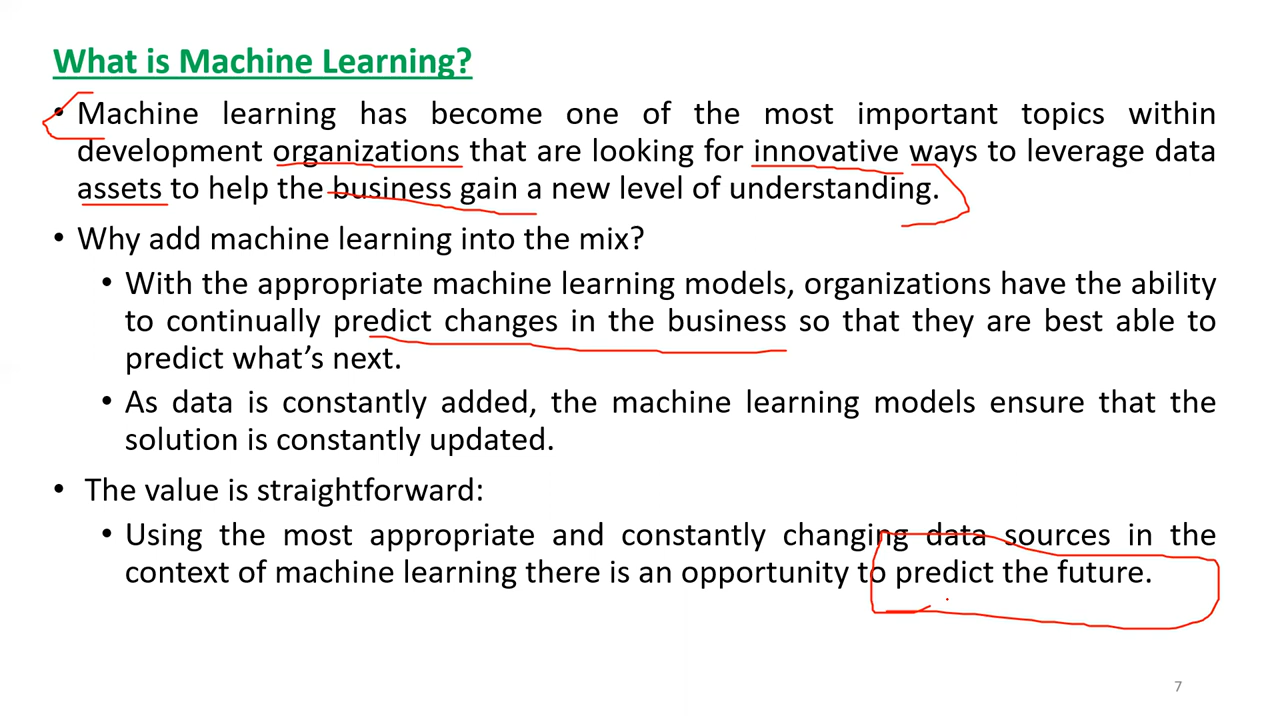 What is Machine Learning?
• Machine learning has become one of the most important topics within
development organizations that are looking for innovative ways to leverage data
assets to help the business gain a new level of understanding.
• Why add machine learning into the mix?
• With the appropriate machine learning models, organizations have the ability
to continually predict changes in the business so that they are best able to
predict what’s next.
• As data is constantly added, the machine learning models ensure that the
solution is constantly updated.
• The value is straightforward:
• Using the most appropriate and constantly changing data sources in the
context of machine learning there is an opportunity to predict the future.
7